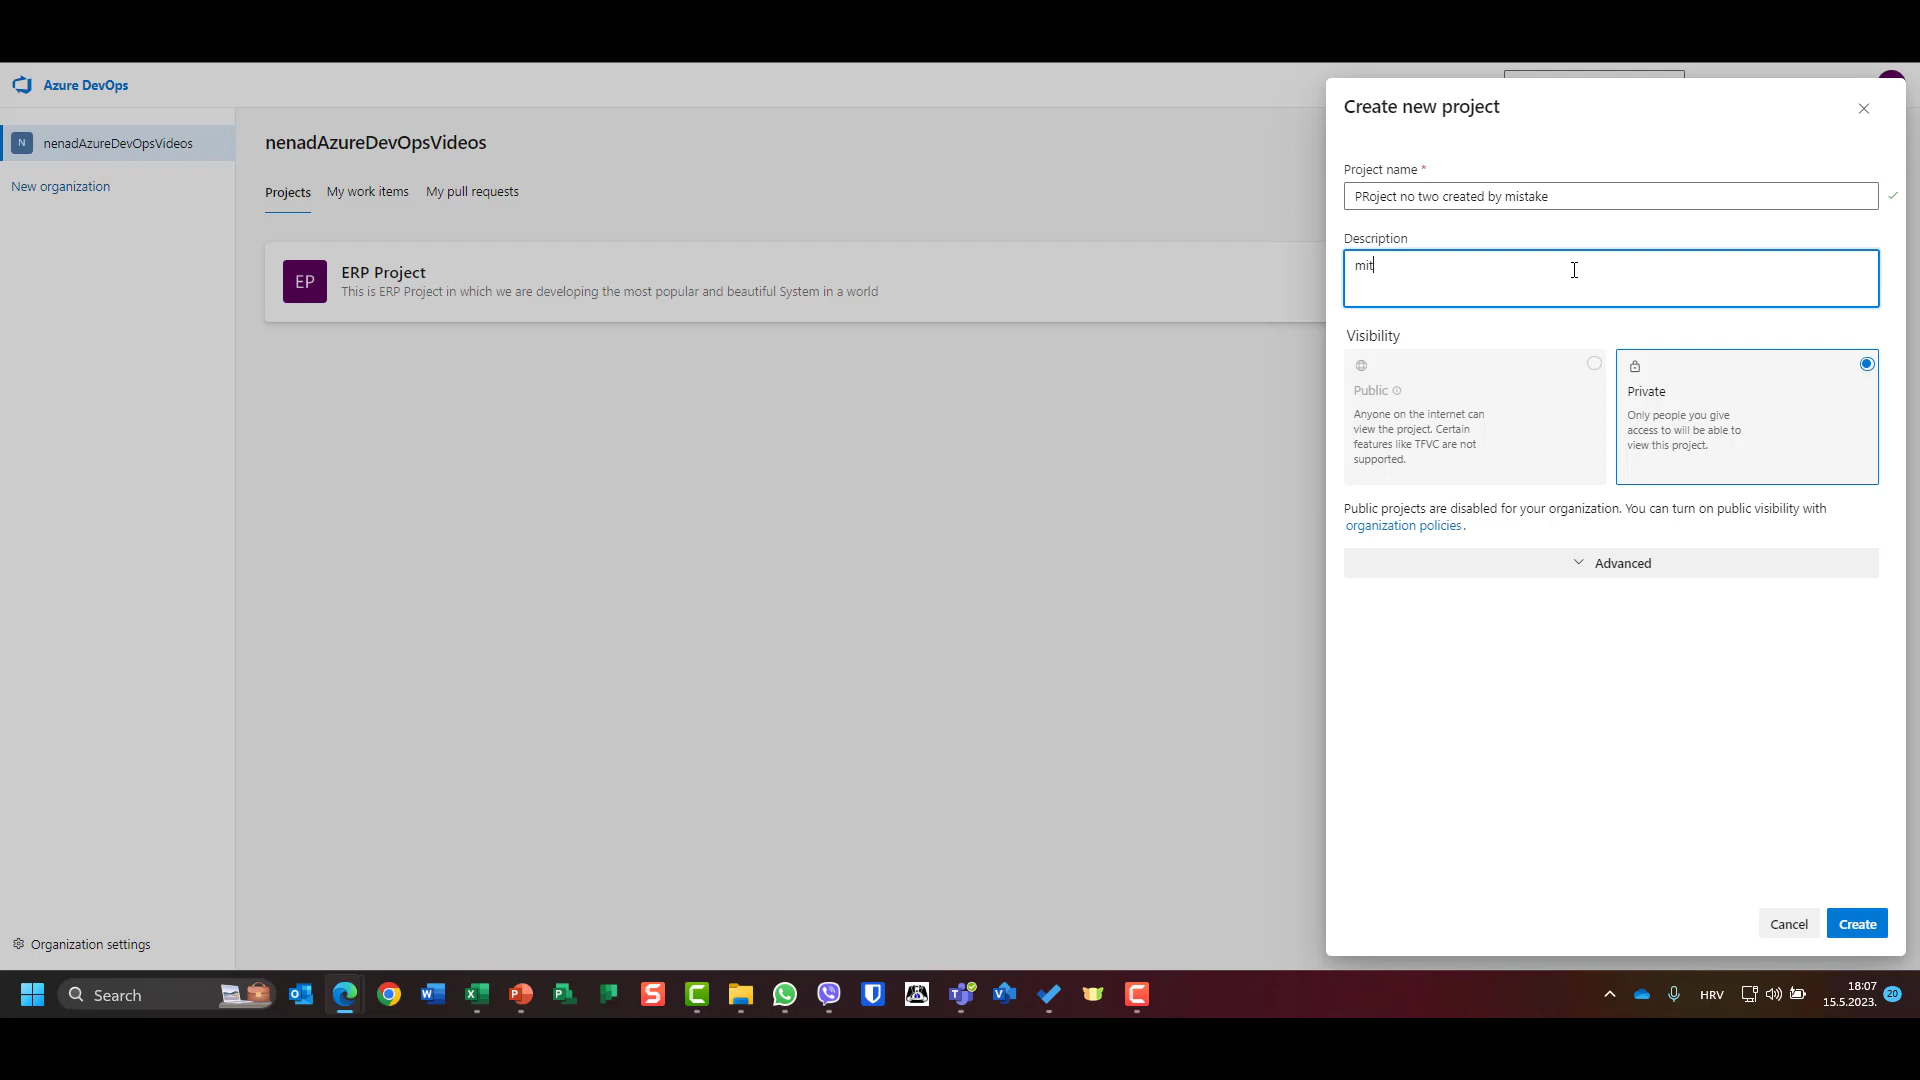 Azure DevOps
N nenadAzureDevOpsVideos
New organization
nenadAzureDevOpsVideos
Projects My work items My pull requests
EP
ERP Project
This is ERP Project in which we are developing the most popular and beautiful System in a world
Organization settings
Create new project
Project name *
PRoject no two created by mistake
Description
mit
Visibility
Public
Anyone on the internet can
view the project. Certain
features like TFVC are not
supported.
Private
Only people you give
access to will be able to
view this project.
Public projects are disabled for your organization. You can turn on public visibility with
organization policies.
Advanced
Cancel Create
Search
HRV
18:07
15.5.2023.
20